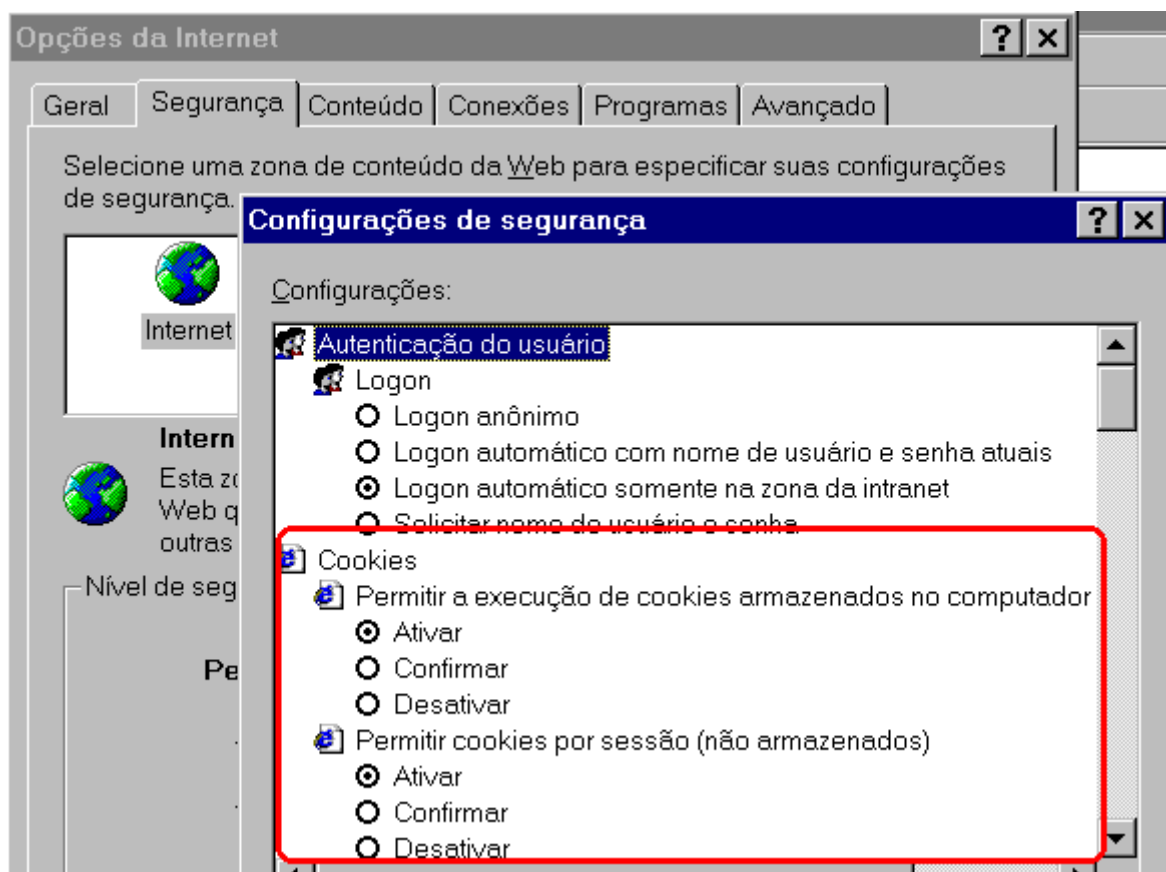 Opções da Internet
Geral Segurança Conteúdo Conexões Programas Avançado
Selecione uma zona de conteúdo da Web para especificar suas configurações
de segurança.
Configurações de segurança
Configurações:
Internet
Autenticação do usuário
Logon
Logon anônimo
Logon automático com nome de usuário e senha atuais
Logon automático somente na zona da intranet
Solicitar nome do usuário e senha
Intern
Esta zo
Web q
outras
Cookies
Nível de seg
Permitir a execução de cookies armazenados no computador
Ativar
Confirmar
Pe
Desativar
Permitir cookies por sessão (não armazenados)
Ativar
Confirmar
Desativar